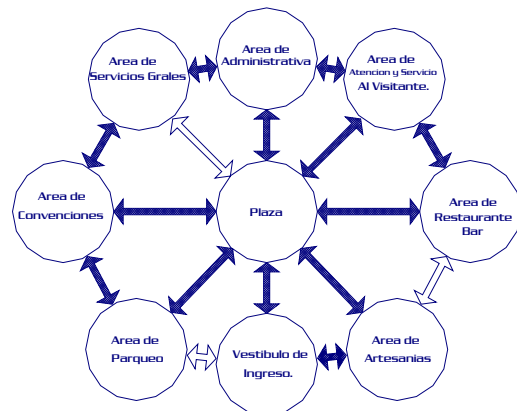 Area de
Servicios Grales
Area de
Administrativa
Area de
Atencion y Servicio
Al Visitante.
Area de
Convenciones
Plaza
Area de
Restaurante
Bar
Area de
Parqueo
Vestibulo de
Ingreso.
Area de
Artesanias